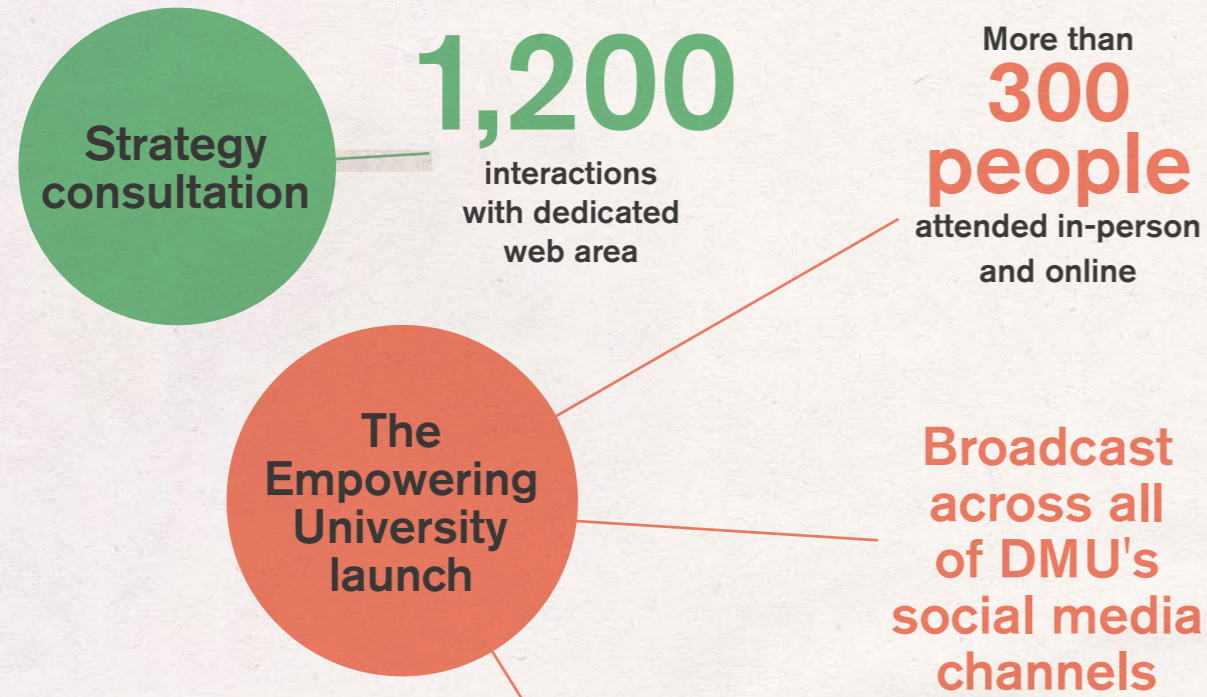 Strategy
consultation
1,200
interactions
with dedicated
web area
More than
300
people
attended in-person
and online
The
Empowering
University
launch
Broadcast
across all
of DMU's
social media
channels